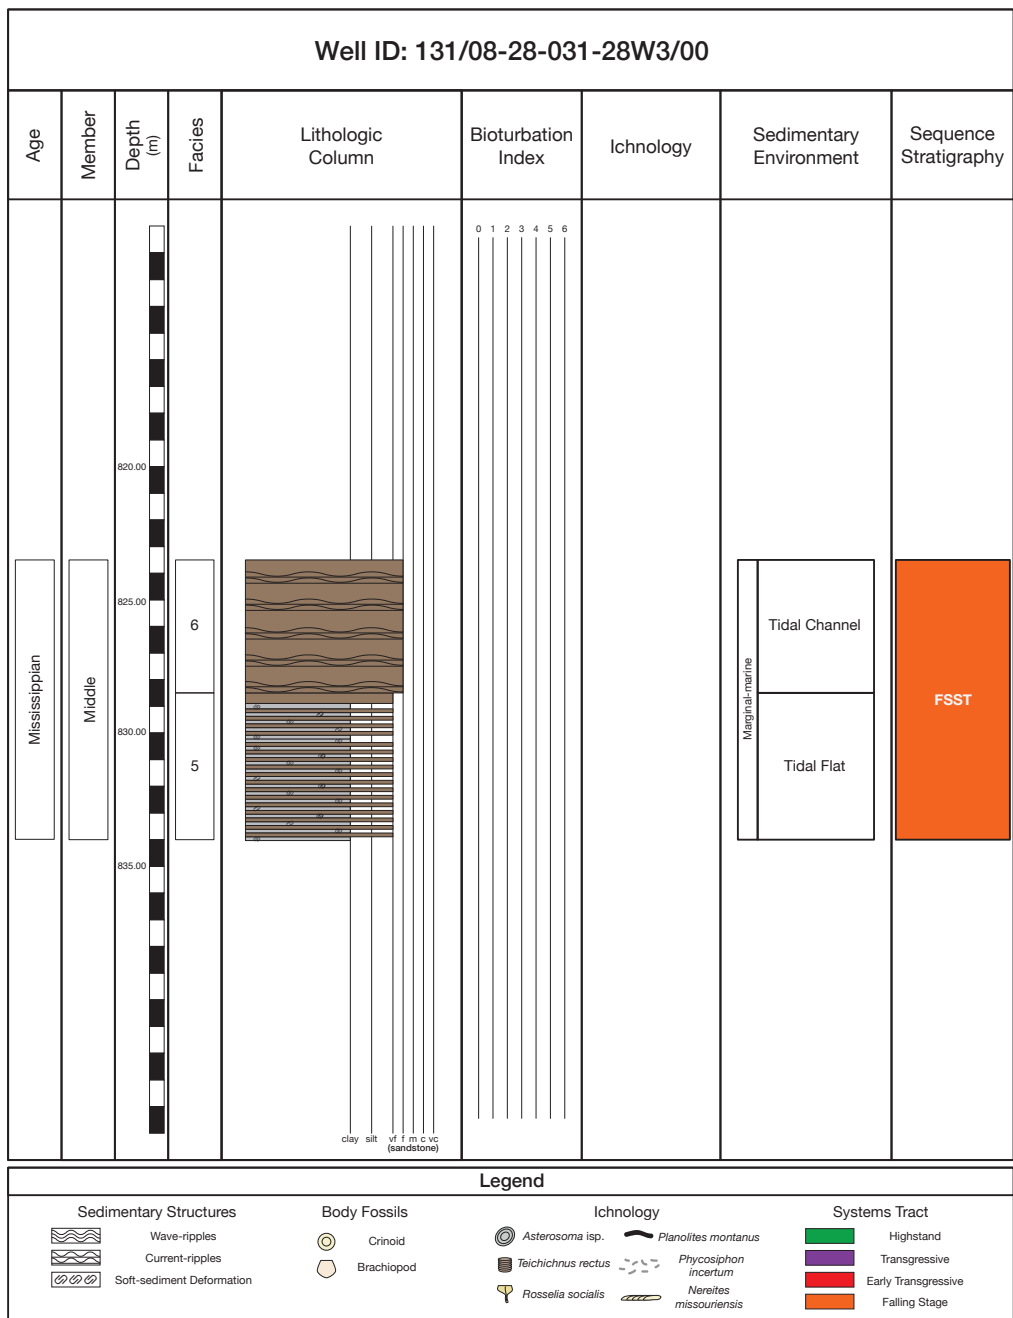 Well ID: 131/08-28-031-28W3/00
Age
Member
Depth
(m)
Facies
Lithologic
Column
Bioturbation
Index
Ichnology
Sedimentary
Environment
Sequence
Stratigraphy
0 1 2 3 4 5 6
820.00
825.00
830.00
835.00
Mississippian
Middle
6
5
Marginal-marine
Tidal Channel
Tidal Flat
FSST
clay silt vf f m c vc
(sandstone)
Legend
Sedimentary Structures
Wave-ripples
Current-ripples
Soft-sediment Deformation
Body Fossils
Crinoid
Brachiopod
Ichnology
Asterosoma isp.
Teichichnus rectus
Rosselia socialis
Planolites montanus
Phycosiphon
incertum
Nereites
missouriensis
Systems Tract
Highstand
Transgressive
Early Transgressive
Falling Stage